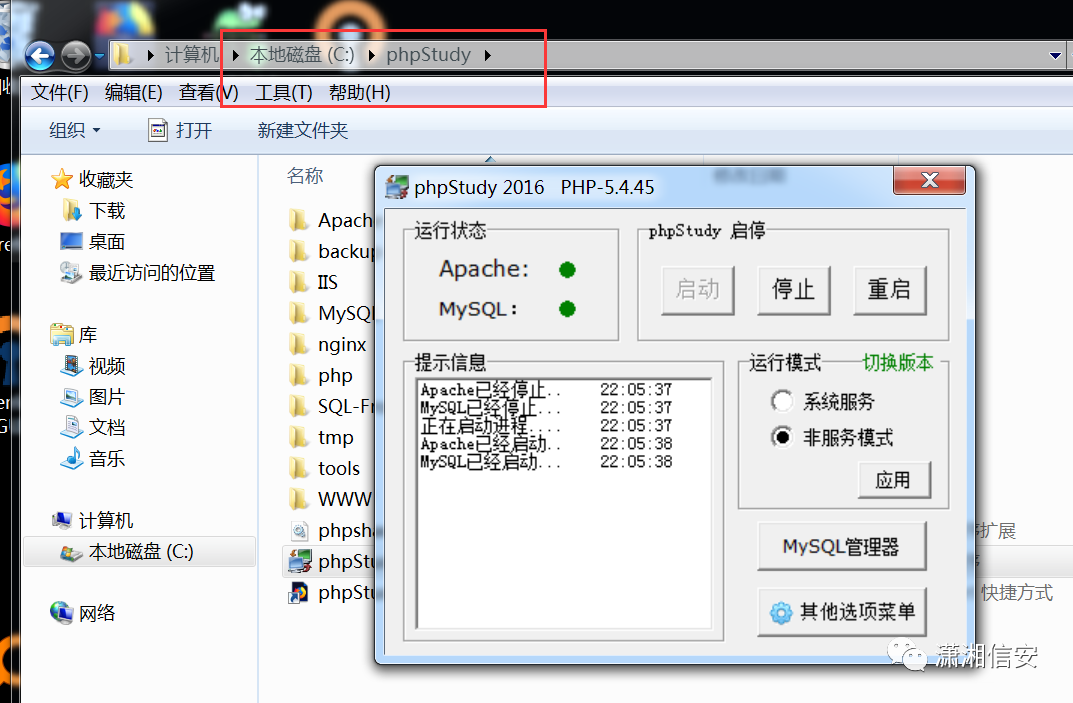 计算机 本地磁盘 (C:) phpStudy
文件(F) 编辑(E) 查看(V) 工具(T) 帮助(H)
组织 打开 新建文件夹
收藏夹
下载
桌面
最近访问的位置
库
视频
图片
文档
音乐
计算机
本地磁盘 (C:)
网络
名称
Apach
backup
IIS
MySQL
nginx
php
SQL-Fr
tmp
tools
WWW
phpsha
phpStu
phpStu
扩展
快捷方式
phpStudy 2016 PHP-5.4.45
运行状态
Apache:
MySQL:
phpStudy 启停
启动 停止 重启
提示信息
Apache已经停止.. 22:05:37
MySQL已经停止... 22:05:37
正在启动进程.... 22:05:37
Apache已经启动.. 22:05:38
MySQL已经启动... 22:05:38
运行模式 切换版本
系统服务
非服务模式
应用
MySQL管理器
其他选项菜单
潇湘信安